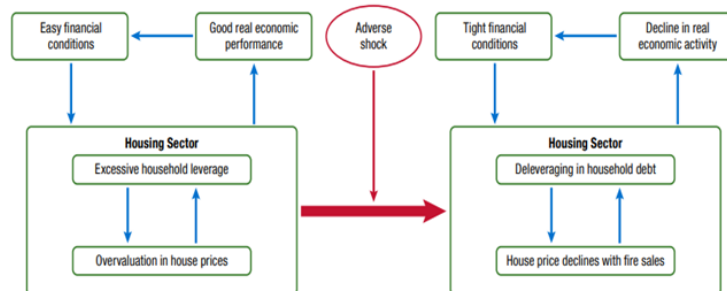 Easy financial
conditions
Good real economic
performance
Adverse
shock
Tight financial
conditions
Decline in real
economic activity
Housing Sector
Excessive household leverage
Overvaluation in house prices
Housing Sector
Deleveraging in household debt
House price declines with fire sales